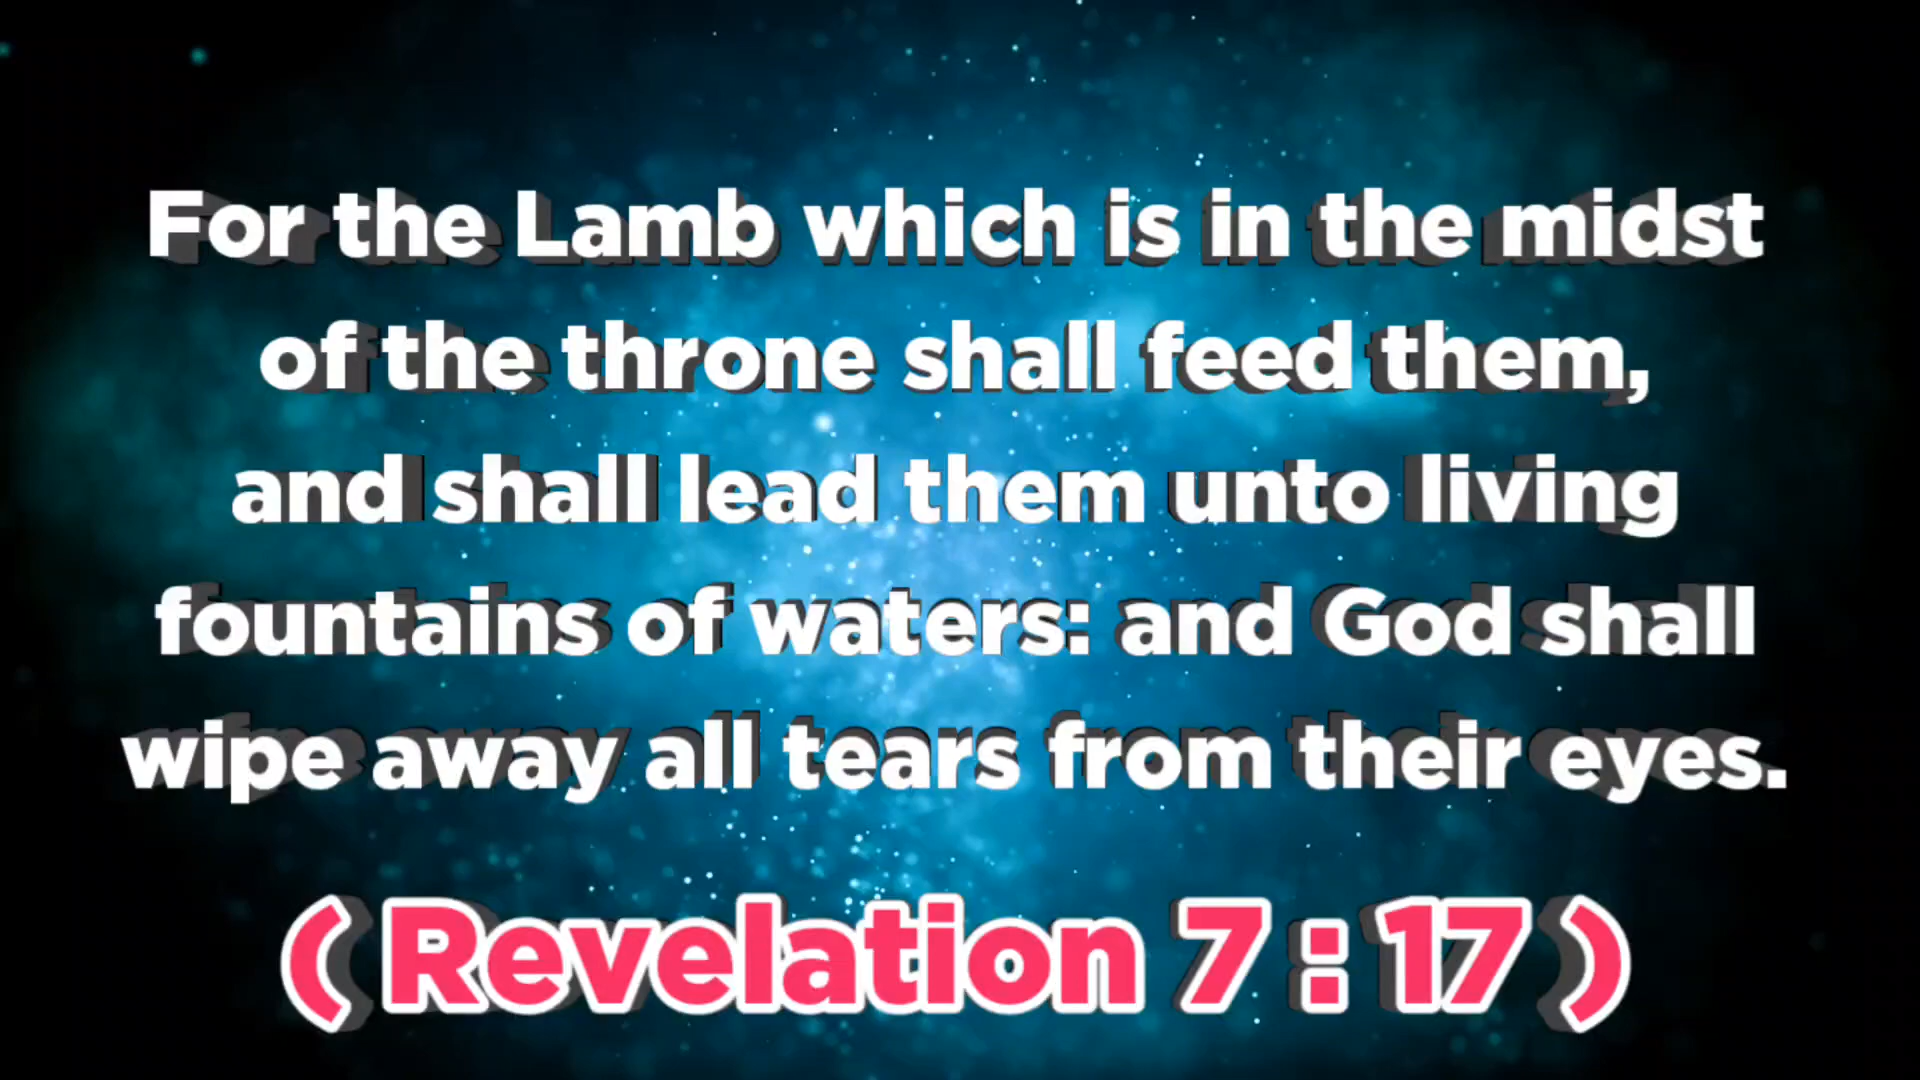 For the Lamb which is in the midst
of the throne shall feed them,
and shall lead them unto living
fountains of waters: and God shall
wipe away all tears from their eyes.
( Revelation 7 : 17 )